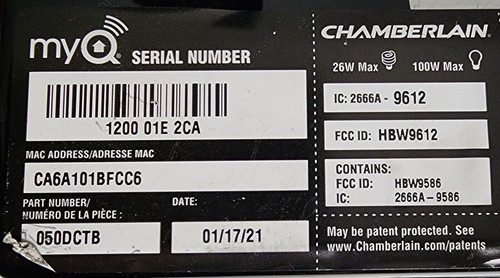 myQ SERIAL NUMBER
1200 01E 2CA
MAC ADDRESS/ADRESSE MAC
CA6A101BFCC6
PART NUMBER/
NUMÉRO DE LA PIÈCE :
DATE:
050DCTB
01/17/21
CHAMBERLAIN
26W Max
100W Max
IC: 2666A - 9612
FCC ID: HBW9612
CONTAINS:
FCC ID: HBW9586
IC: 2666A-9586
May be patent protected. See
www.Chamberlain.com/patents